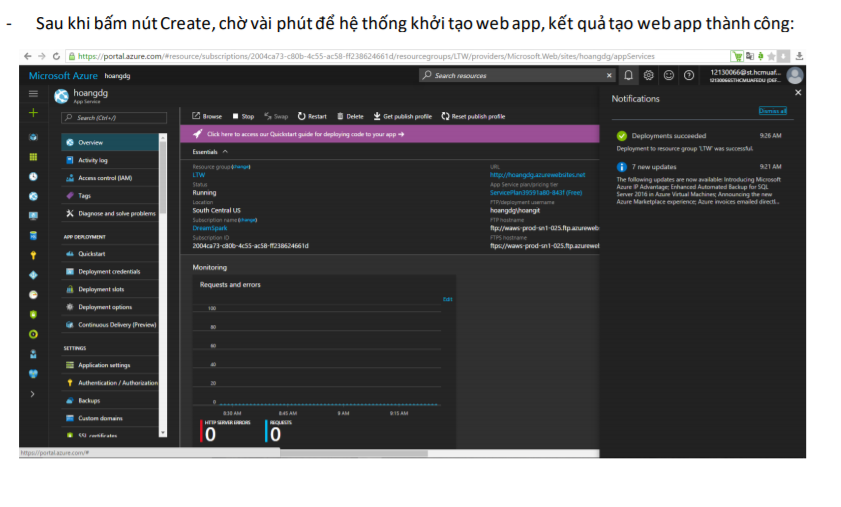 - Sau khi bấm nút Create, chờ vài phút để hệ thống khởi tạo web app, kết quả tạo web app thành công:
https://portal.azure.com/#resource/subscriptions/2004ca73-c80b-4c55-ac58-ff238624661d/resourcegroups/LTW/providers/Microsoft.Web/sites/hoangdg/appServices
Microsoft Azure hoangdg
Search resources
12130066@st.hcmuaf...
hoangdg
App Service
Search (Ctrl+/)
Overview
Activity log
Access control (IAM)
Tags
Diagnose and solve problems
APP DEPLOYMENT
Quickstart
Deployment credentials
Deployment slots
Deployment options
Continuous Delivery (Preview)
SETTINGS
Application settings
Authentication / Authorization
Backups
Custom domains
SSL certificates
Browse Stop Swap Restart Delete Get publish profile Reset publish profile
Click here to access our Quickstart guide for deploying code to your app
Essentials
Resource group (change)
LTW
Status
Running
Location
South Central US
Subscription name (change)
DreamSpark
Subscription ID
2004ca73-c80b-4c55-ac58-ff238624661d
URL
http://hoangdg.azurewebsites.net
App Service plan/pricing tier
ServicePlan39591a80-843f (Free)
FTP/deployment username
hoangdg\hoangit
FTP hostname
ftp://waws-prod-sn1-025.ftp.azureweb
FTPS hostname
ftps://waws-prod-sn1-025.ftp.azurewe
Monitoring
Requests and errors
Edit
100
80
60
40
20
0
8:30 AM 8:45 AM 9 AM 9:15 AM
HTTP SERVER ERRORS
0
REQUESTS
0
Notifications
Dismiss all
Deployments succeeded 9:26 AM
Deployment to resource group 'LTW' was successful.
7 new updates 9:21 AM
The following updates are now available: Introducing Microsoft
Azure IP Advantage; Enhanced Automated Backup for SQL
Server 2016 in Azure Virtual Machines; Announcing the new
Azure Marketplace experience; Azure invoices emailed directl...
https://portal.azure.com/#